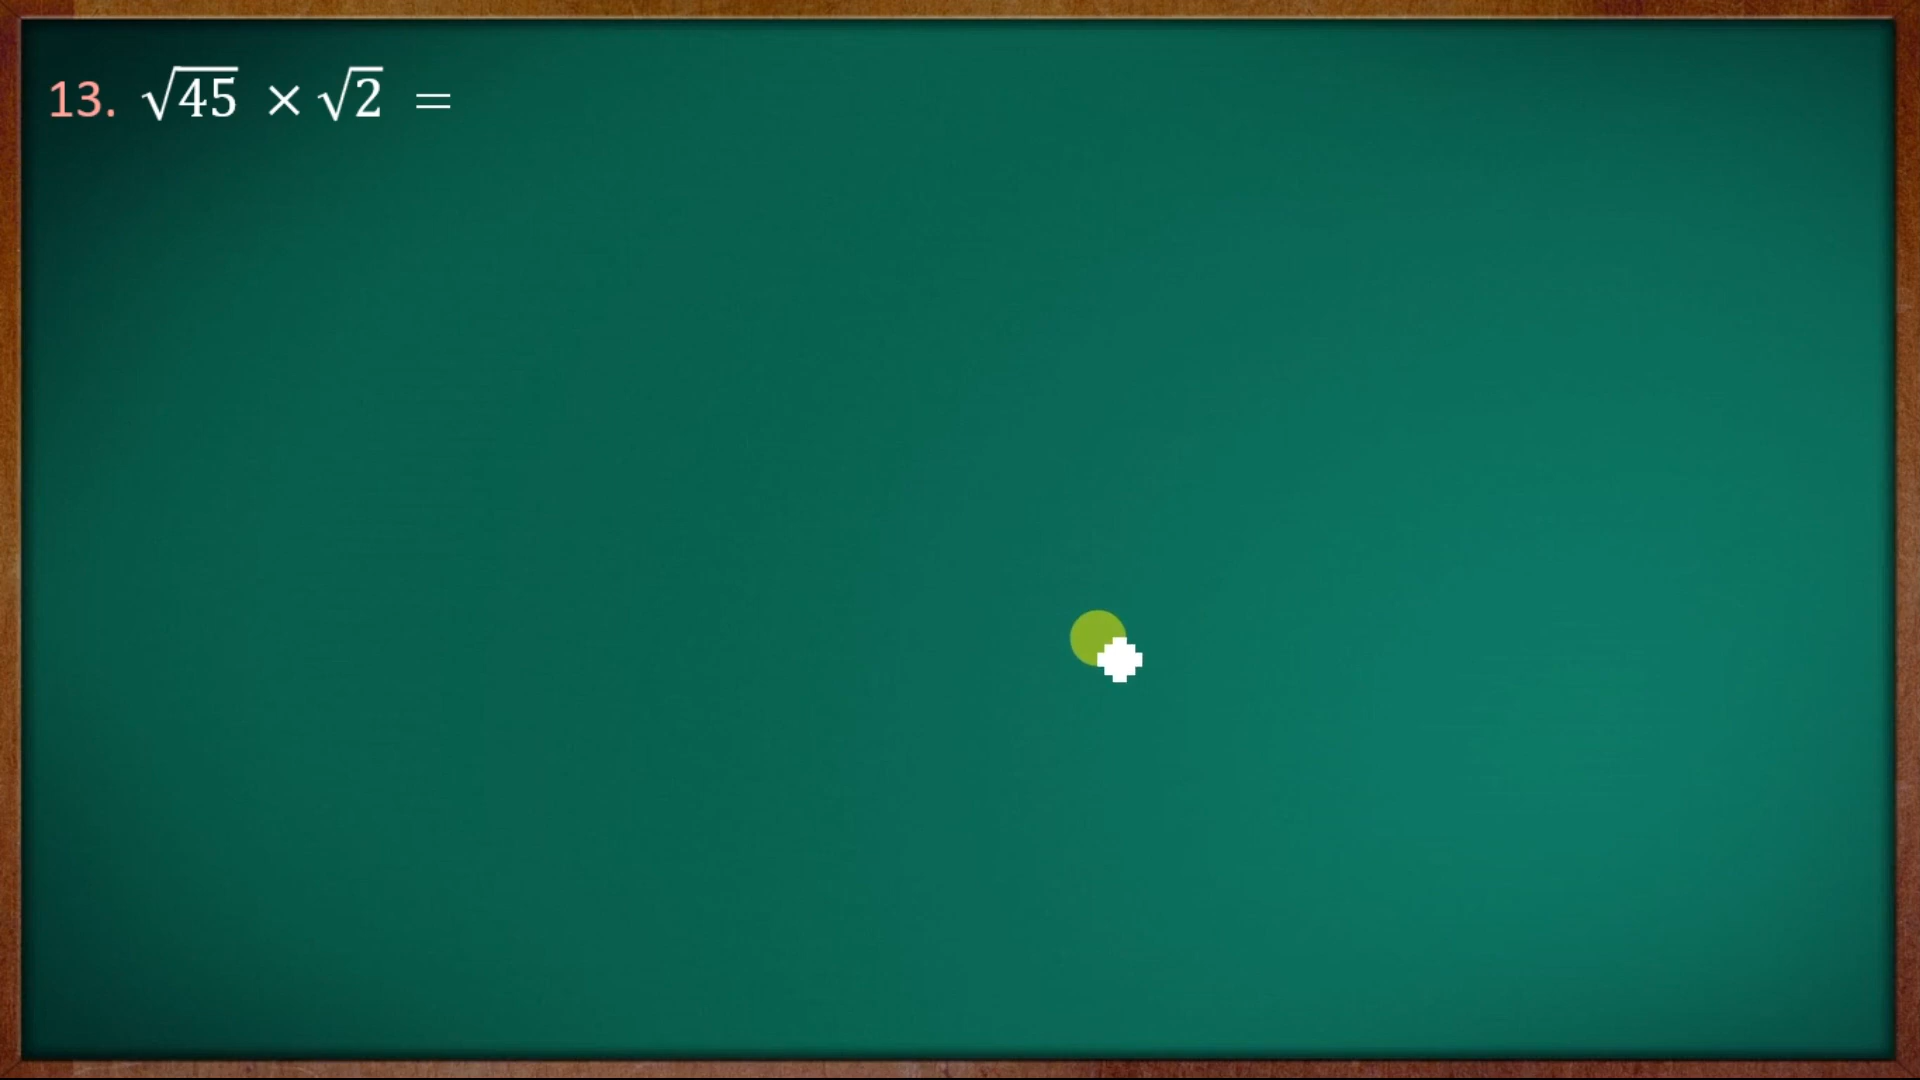 13. √45 × √2 =